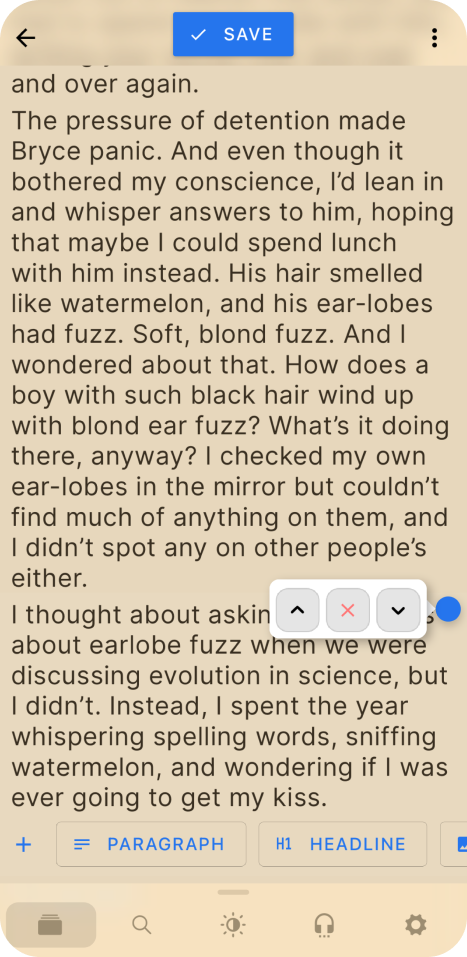 SAVE
and over again.
The pressure of detention made
Bryce panic. And even though it
bothered my conscience, I’d lean in
and whisper answers to him, hoping
that maybe I could spend lunch
with him instead. His hair smelled
like watermelon, and his ear-lobes
had fuzz. Soft, blond fuzz. And I
wondered about that. How does a
boy with such black hair wind up
with blond ear fuzz? What’s it doing
there, anyway? I checked my own
ear-lobes in the mirror but couldn’t
find much of anything on them, and
I didn’t spot any on other people’s
either.
I thought about
about earlobe fuzz when we were
discussing evolution in science, but
I didn’t. Instead, I spent the year
whispering spelling words, sniffing
watermelon, and wondering if I was
ever going to get my kiss.
+ PARAGRAPH H1 HEADLINE